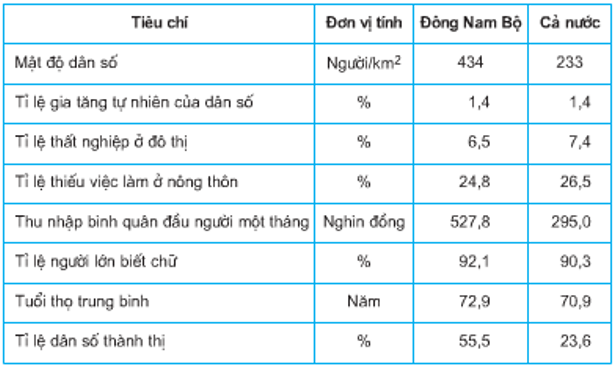 Tiêu chí Đơn vị tính Đông Nam Bộ Cả nước
Mật độ dân số Người/km² 434 233
Tỉ lệ gia tăng tự nhiên của dân số % 1,4 1,4
Tỉ lệ thất nghiệp ở đô thị % 6,5 7,4
Tỉ lệ thiếu việc làm ở nông thôn % 24,8 26,5
Thu nhập bình quân đầu người một tháng Nghìn đồng 527,8 295,0
Tỉ lệ người lớn biết chữ % 92,1 90,3
Tuổi thọ trung bình Năm 72,9 70,9
Tỉ lệ dân số thành thị % 55,5 23,6